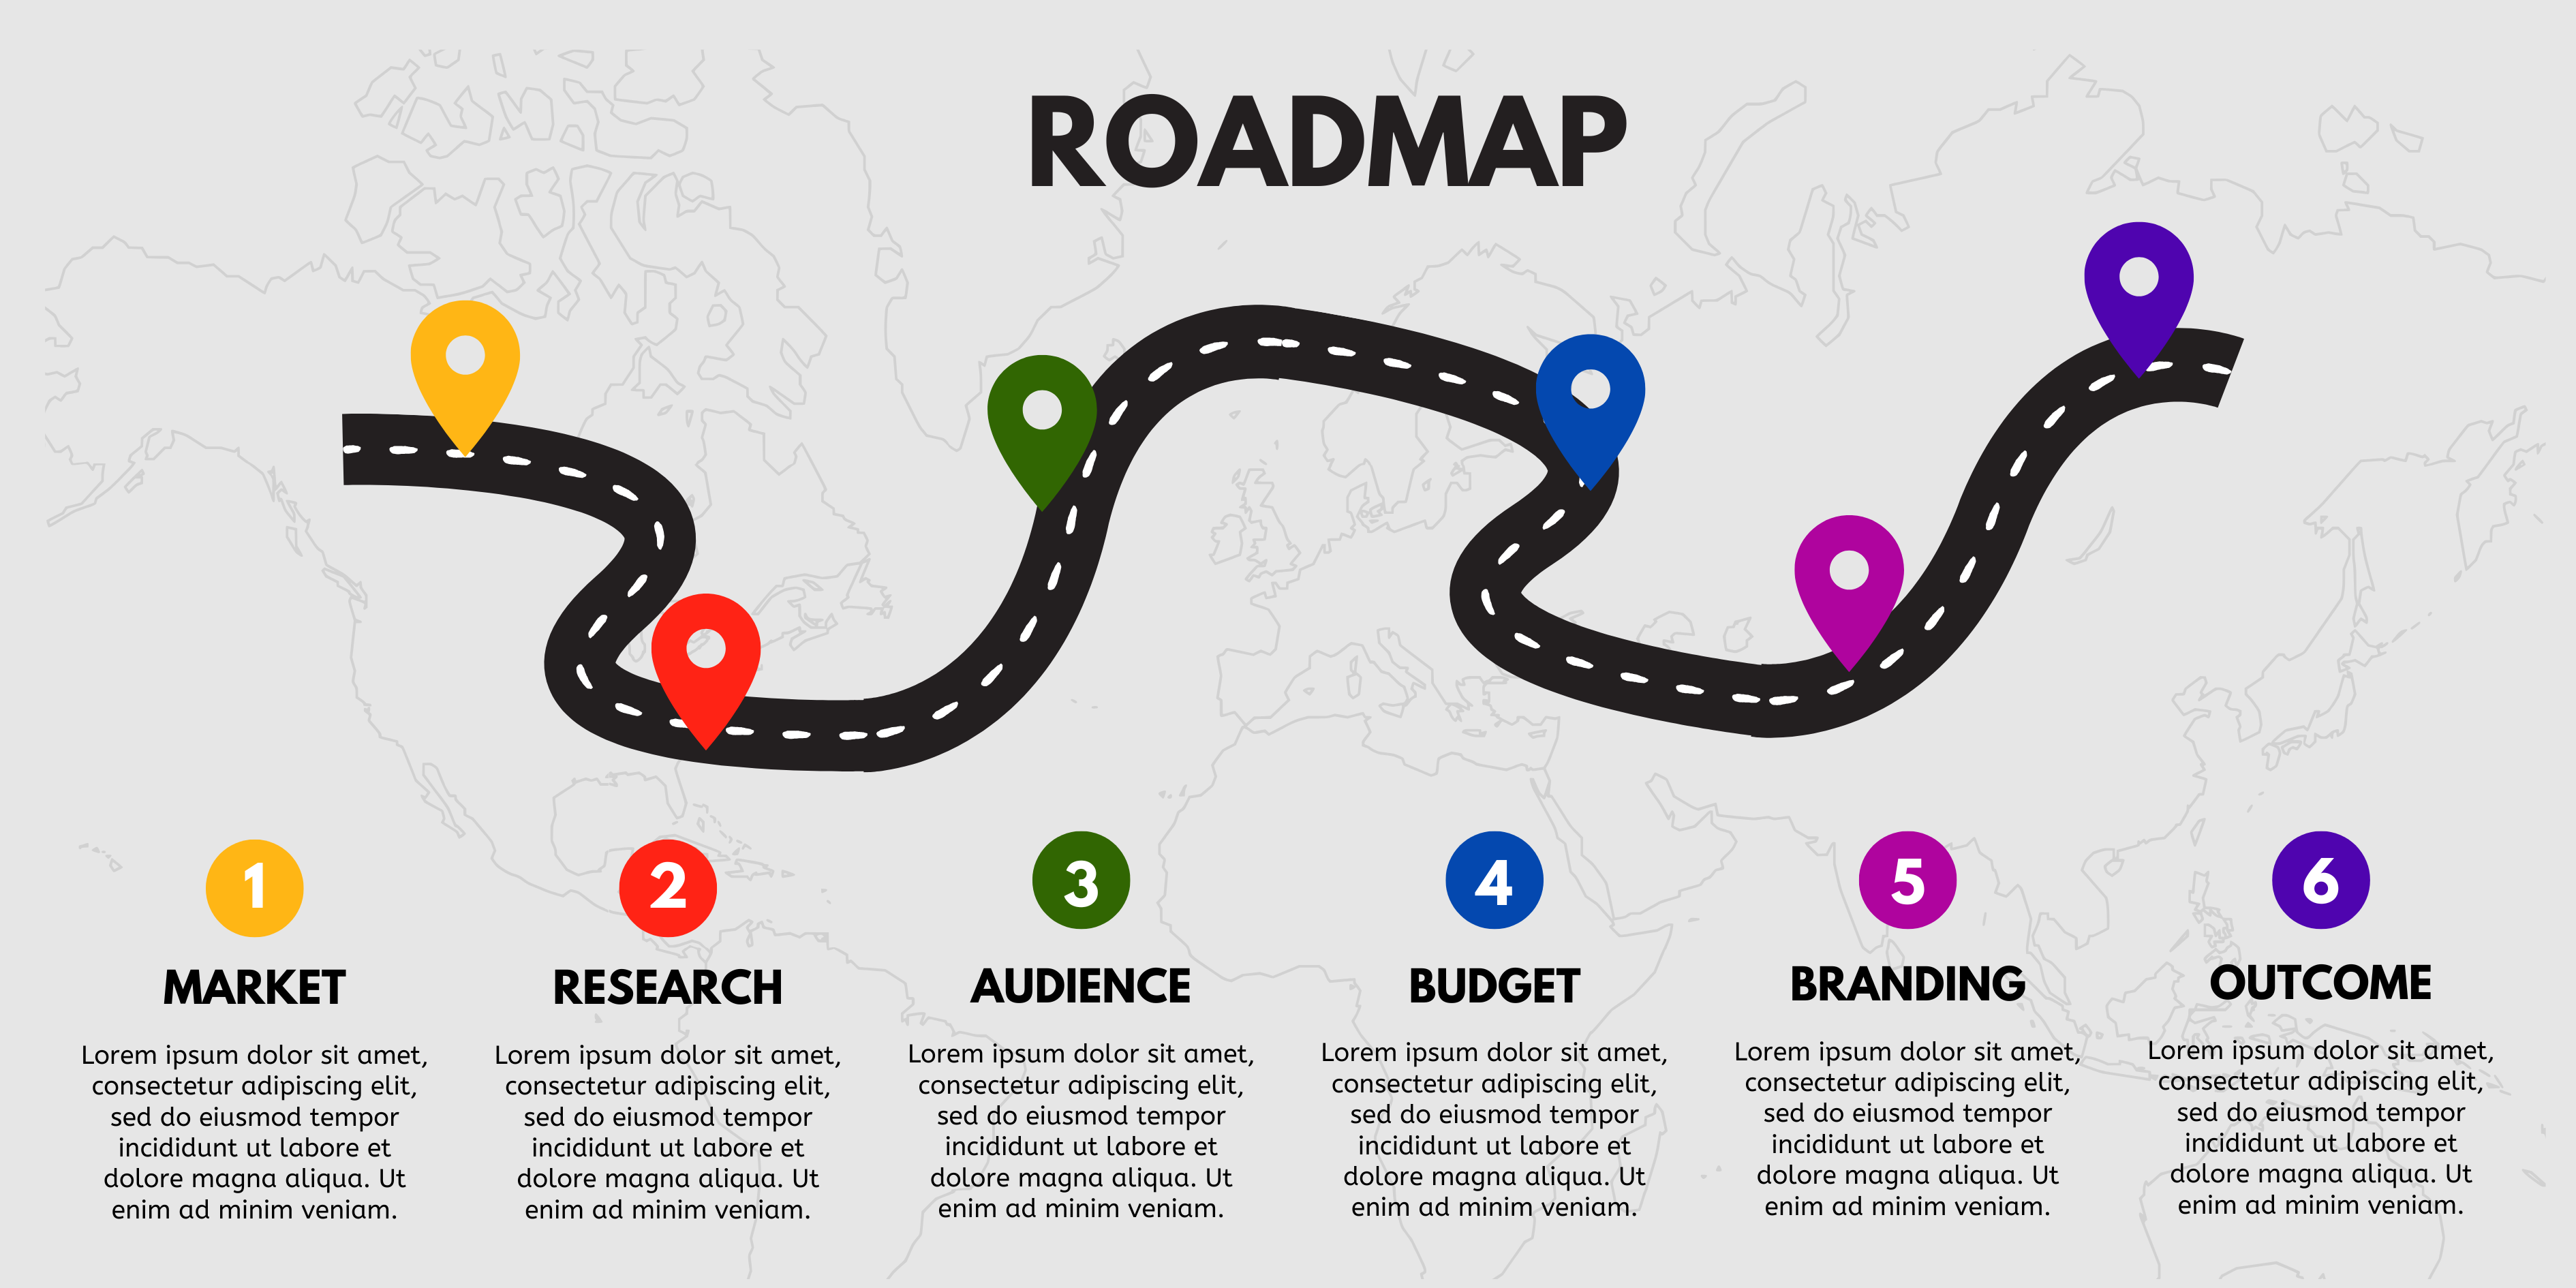 ROADMAP
1
MARKET
Lorem ipsum dolor sit amet,
consectetur adipiscing elit,
sed do eiusmod tempor
incididunt ut labore et
dolore magna aliqua. Ut
enim ad minim veniam.
2
RESEARCH
Lorem ipsum dolor sit amet,
consectetur adipiscing elit,
sed do eiusmod tempor
incididunt ut labore et
dolore magna aliqua. Ut
enim ad minim veniam.
3
AUDIENCE
Lorem ipsum dolor sit amet,
consectetur adipiscing elit,
sed do eiusmod tempor
incididunt ut labore et
dolore magna aliqua. Ut
enim ad minim veniam.
4
BUDGET
Lorem ipsum dolor sit amet,
consectetur adipiscing elit,
sed do eiusmod tempor
incididunt ut labore et
dolore magna aliqua. Ut
enim ad minim veniam.
5
BRANDING
Lorem ipsum dolor sit amet,
consectetur adipiscing elit,
sed do eiusmod tempor
incididunt ut labore et
dolore magna aliqua. Ut
enim ad minim veniam.
6
OUTCOME
Lorem ipsum dolor sit amet,
consectetur adipiscing elit,
sed do eiusmod tempor
incididunt ut labore et
dolore magna aliqua. Ut
enim ad minim veniam.